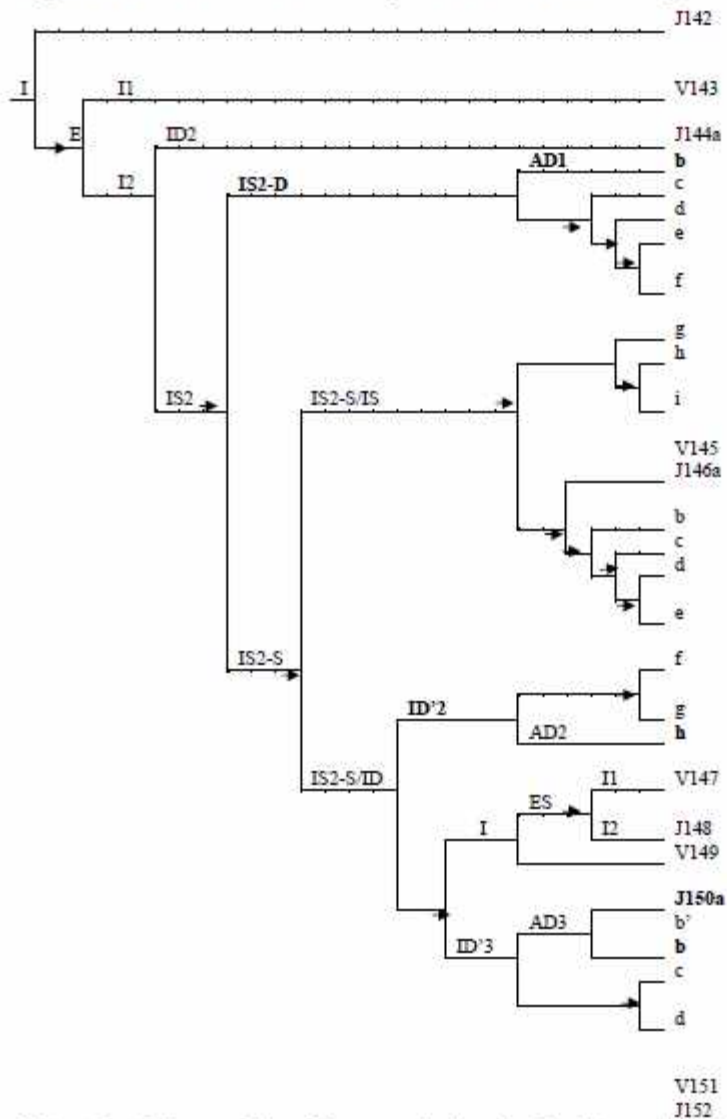 J142
I
I1
V143
E
ID2
J144a
AD1
b
I2
IS2-D
c
d
e
f
g
h
IS2
IS2-S/IS
i
V145
J146a
b
c
d
e
IS2-S
f
ID’2
g
AD2
h
IS2-S/ID
I1
V147
ES
I
I2
J148
V149
J150a
AD3
b’
ID’3
b
c
d
V151
J152